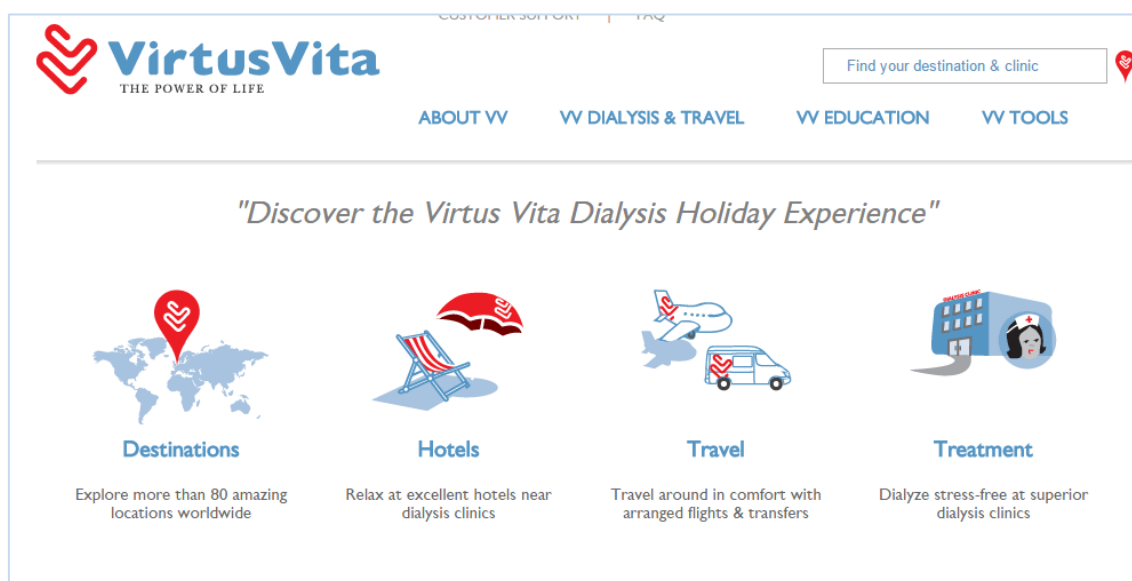 CUSTOMER SUPPORT | FAQ
VirtusVita
THE POWER OF LIFE
Find your destination & clinic
ABOUT VV VV DIALYSIS & TRAVEL VV EDUCATION VV TOOLS
"Discover the Virtus Vita Dialysis Holiday Experience"
DIALYSIS CLINIC
Destinations
Explore more than 80 amazing
locations worldwide
Hotels
Relax at excellent hotels near
dialysis clinics
Travel
Travel around in comfort with
arranged flights & transfers
Treatment
Dialyze stress-free at superior
dialysis clinics